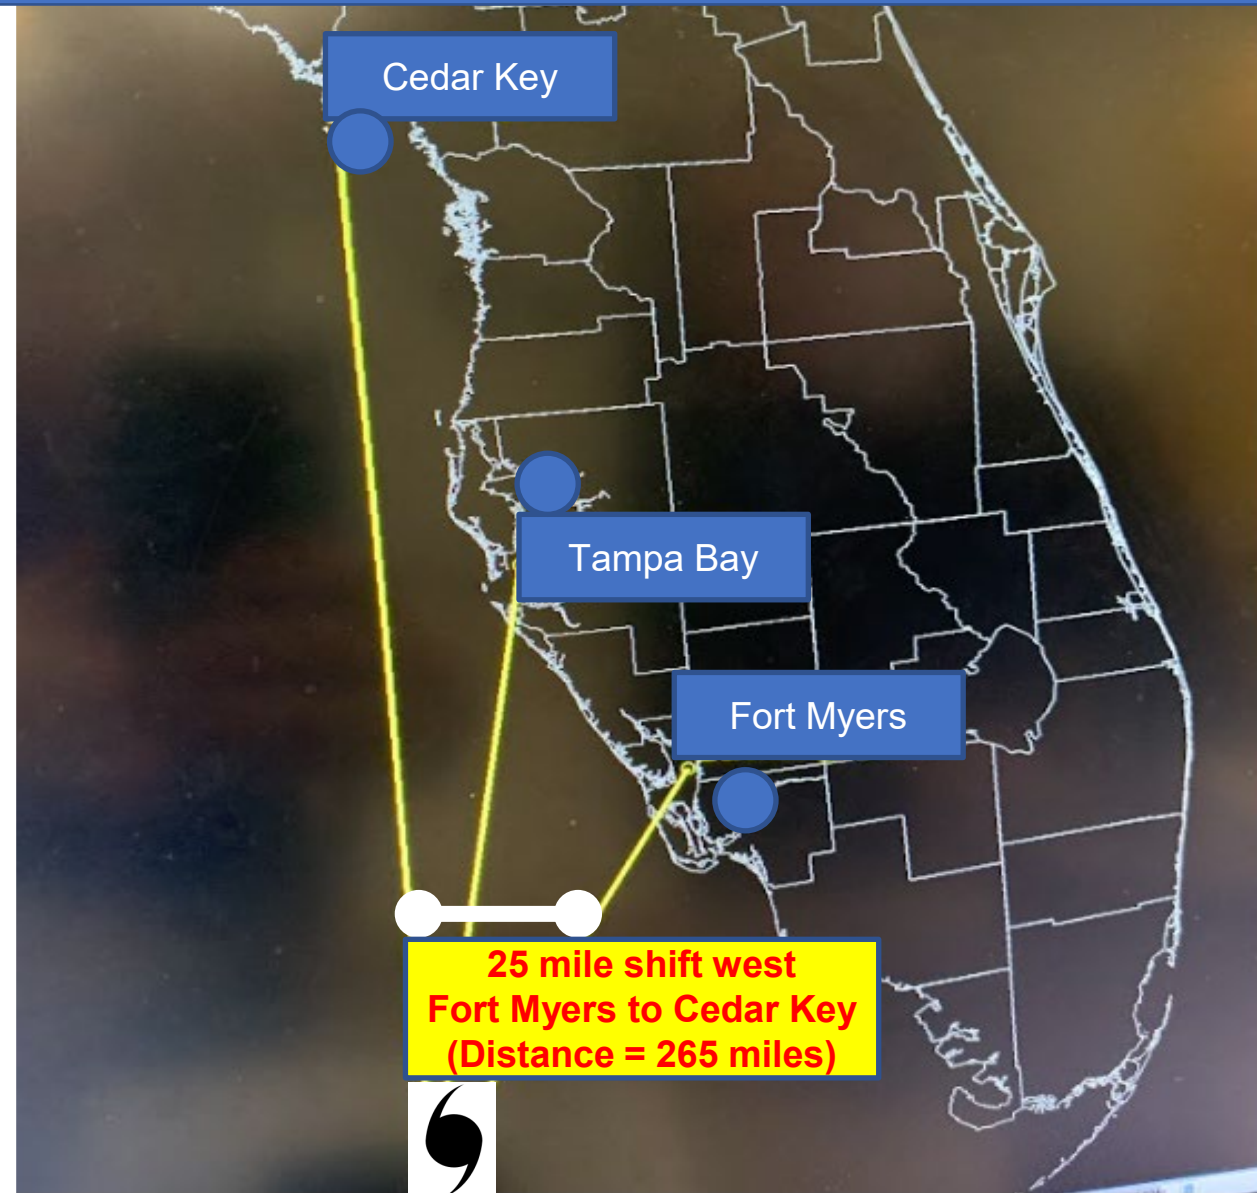 Cedar Key
Tampa Bay
Fort Myers
25 mile shift west
Fort Myers to Cedar Key
(Distance = 265 miles)